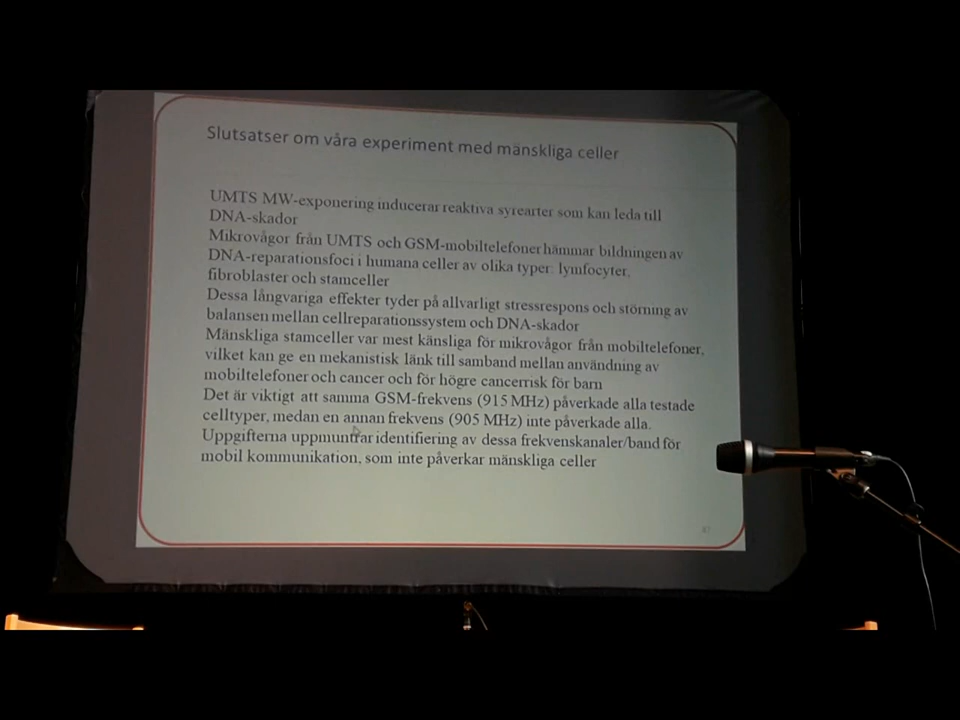 Slutsatser om våra experiment med mänskliga celler
UMTS MW-exponering inducerar reaktiva syrearter som kan leda till
DNA-skador
Mikrovågor från UMTS och GSM-mobiltelefoner hämmar bildningen av
DNA-reparationsfoci i humana celler av olika typer: lymfocyter,
fibroblaster och stamceller
Dessa långvariga effekter tyder på allvarligt stressrespons och störning av
balansen mellan cellreparationssystem och DNA-skador
Mänskliga stamceller var mest känsliga för mikrovågor från mobiltelefoner,
vilket kan ge en mekanistisk länk till samband mellan användning av
mobiltelefoner och cancer och för högre cancerrisk för barn
Det är viktigt att samma GSM-frekvens (915 MHz) påverkade alla testade
celltyper, medan en annan frekvens (905 MHz) inte påverkade alla.
Uppgifterna uppmuntrar identifiering av dessa frekvenskanaler/band för
mobil kommunikation, som inte påverkar mänskliga celler